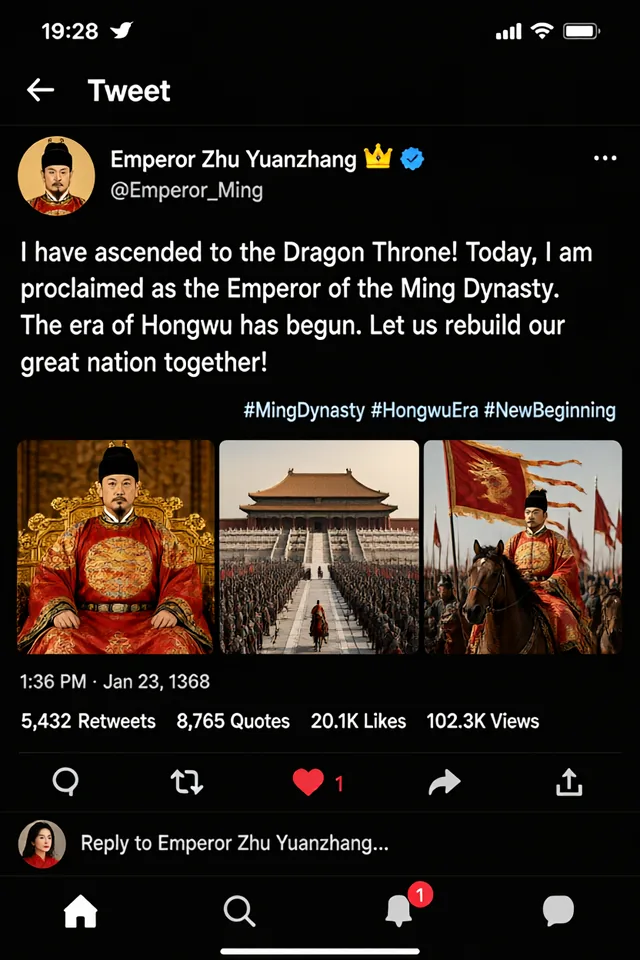 19:28
Tweet
Emperor Zhu Yuanzhang
@Emperor_Ming
I have ascended to the Dragon Throne! Today, I am
proclaimed as the Emperor of the Ming Dynasty.
The era of Hongwu has begun. Let us rebuild our
great nation together!
#MingDynasty #HongwuEra #NewBeginning
1:36 PM · Jan 23, 1368
5,432 Retweets 8,765 Quotes 20.1K Likes 102.3K Views
1
Reply to Emperor Zhu Yuanzhang...
1